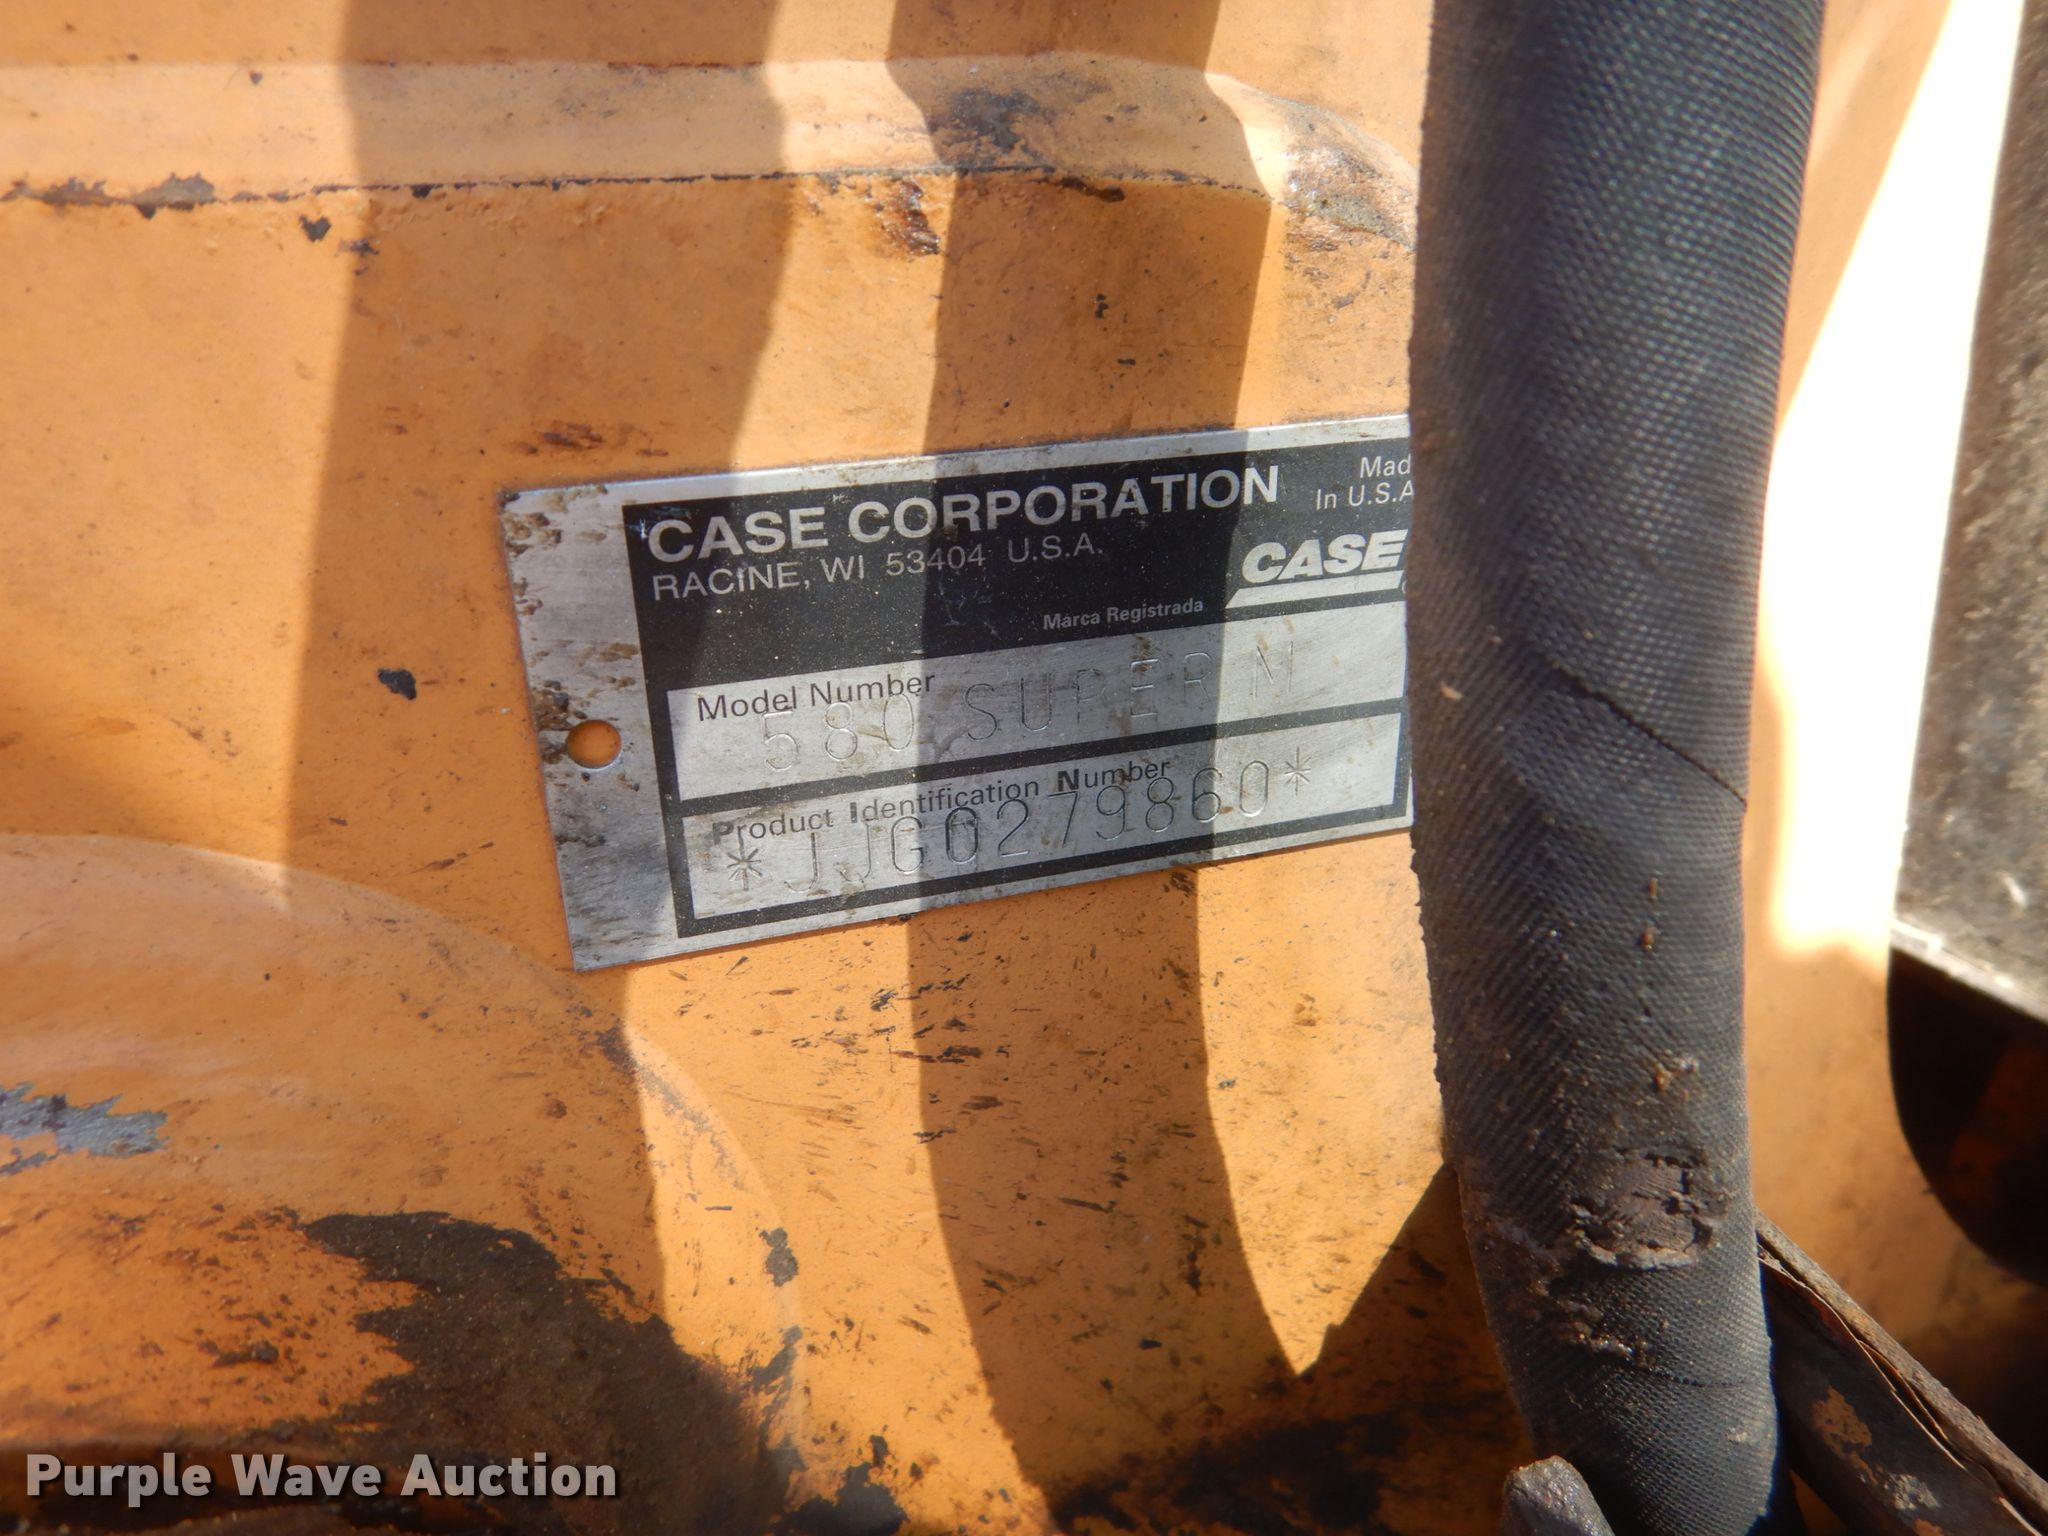 CASE CORPORATION
RACINE, WI 53404 U.S.A.
Mad
In U.S.A
CASE
Marca Registrada
Model Number
580 SUPER M
Product Identification Number
*JJG0279860*
Purple Wave Auction